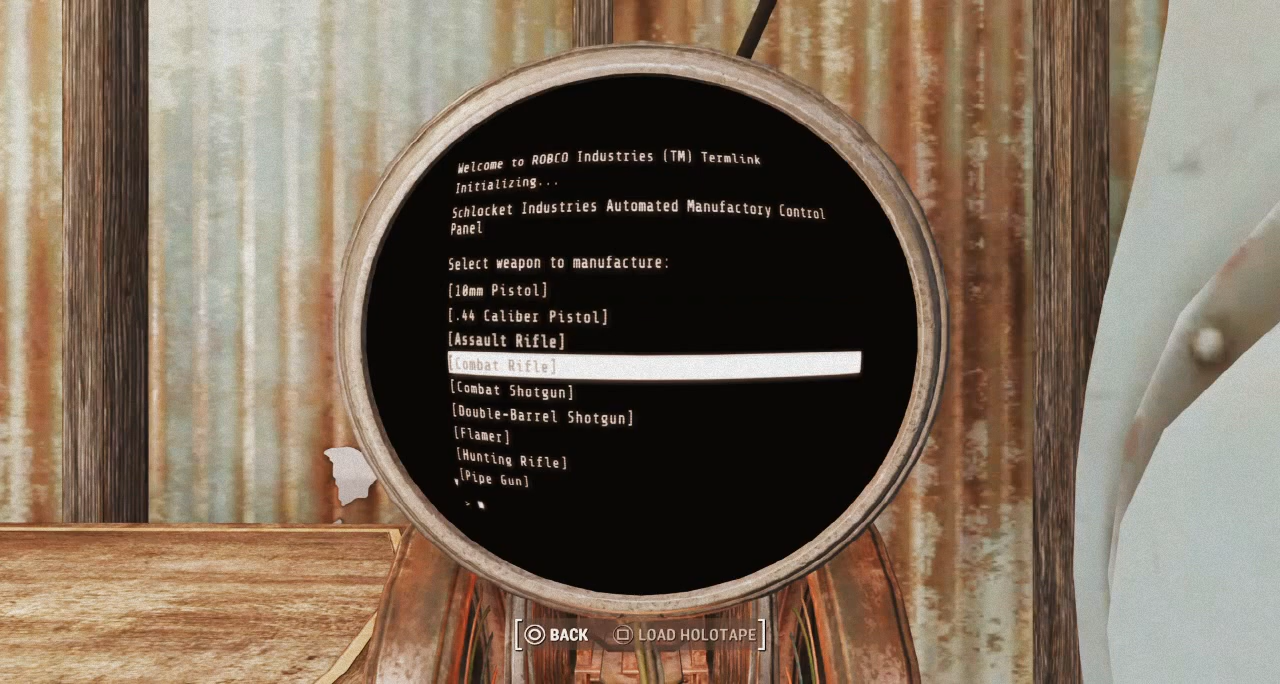 Welcome to ROBCO Industries (TM) Termlink
Initializing...
Schlocket Industries Automated Manufactory Control
Panel
Select weapon to manufacture:
[10mm Pistol]
[.44 Caliber Pistol]
[Assault Rifle]
[Combat Rifle]
[Combat Shotgun]
[Double-Barrel Shotgun]
[Flamer]
[Hunting Rifle]
[Pipe Gun]
>
[ BACK LOAD HOLOTAPE ]